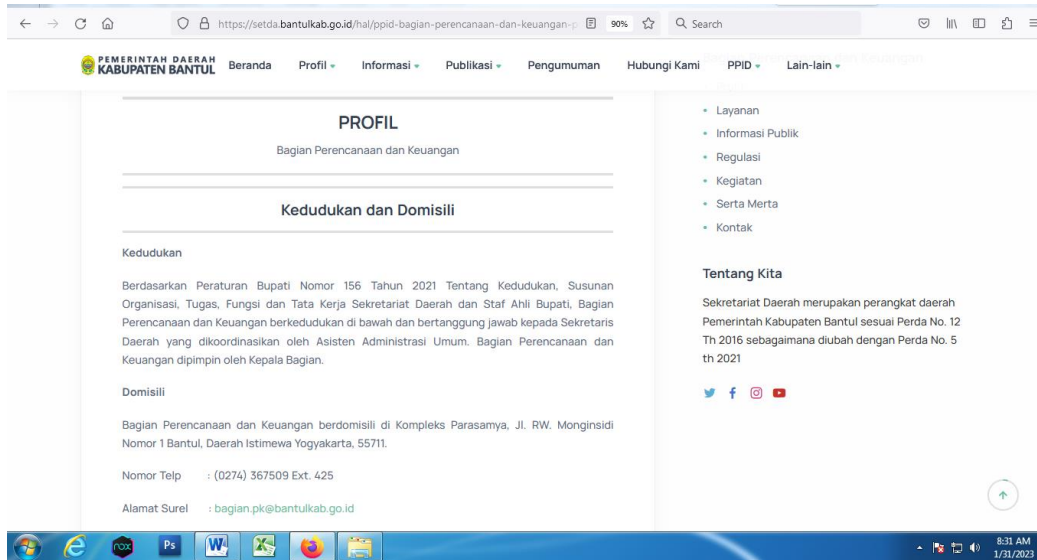 https://setda.bantulkab.go.id/hal/ppid-bagian-perencanaan-dan-keuangan-p
90%
Search
PEMERINTAH DAERAH
KABUPATEN BANTUL
Beranda
Profil
Informasi
Publikasi
Pengumuman
Hubungi Kami
PPID
Lain-lain
PROFIL
Bagian Perencanaan dan Keuangan
Kedudukan dan Domisili
Kedudukan
Berdasarkan Peraturan Bupati Nomor 156 Tahun 2021 Tentang Kedudukan, Susunan
Organisasi, Tugas, Fungsi dan Tata Kerja Sekretariat Daerah dan Staf Ahli Bupati, Bagian
Perencanaan dan Keuangan berkedudukan di bawah dan bertanggung jawab kepada Sekretaris
Daerah yang dikoordinasikan oleh Asisten Administrasi Umum. Bagian Perencanaan dan
Keuangan dipimpin oleh Kepala Bagian.
Domisili
Bagian Perencanaan dan Keuangan berdomisili di Kompleks Parasamya, Jl. RW. Monginsidi
Nomor 1 Bantul, Daerah Istimewa Yogyakarta, 55711.
Nomor Telp : (0274) 367509 Ext. 425
Alamat Surel : bagian.pk@bantulkab.go.id
Layanan
Informasi Publik
Regulasi
Kegiatan
Serta Merta
Kontak
Tentang Kita
Sekretariat Daerah merupakan perangkat daerah
Pemerintah Kabupaten Bantul sesuai Perda No. 12
Th 2016 sebagaimana diubah dengan Perda No. 5
th 2021
nox
Ps
8:31 AM
1/31/2023